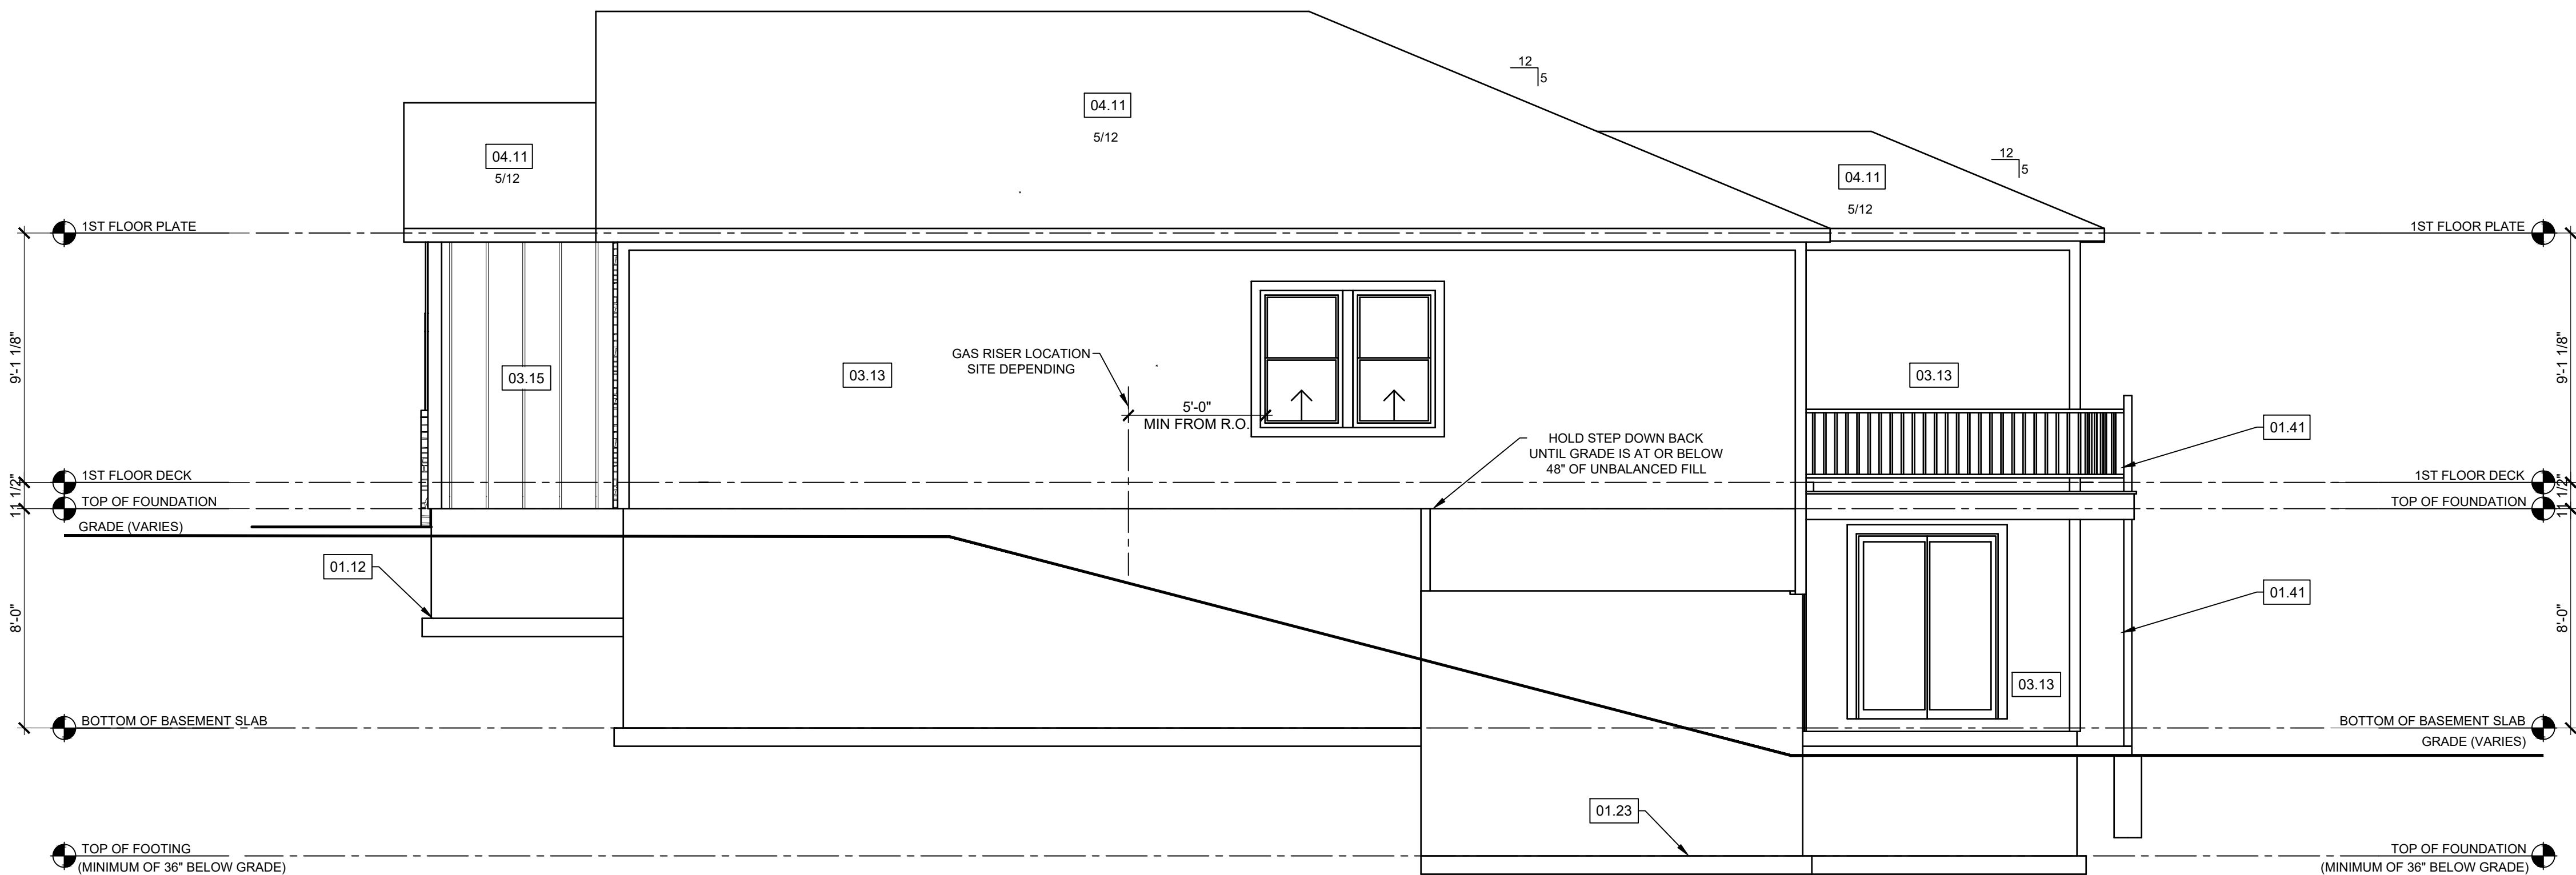 12
5
04.11
5/12
12
5
04.11
5/12
04.11
5/12
1ST FLOOR PLATE
1ST FLOOR PLATE
9'-1 1/8"
9'-1 1/8"
03.15
03.13
GAS RISER LOCATION
SITE DEPENDING
5'-0"
MIN FROM R.O.
03.13
HOLD STEP DOWN BACK
UNTIL GRADE IS AT OR BELOW
48" OF UNBALANCED FILL
01.41
1ST FLOOR DECK
1ST FLOOR DECK
11 1/2"
11 1/2"
TOP OF FOUNDATION
TOP OF FOUNDATION
GRADE (VARIES)
01.12
01.41
8'-0"
8'-0"
03.13
BOTTOM OF BASEMENT SLAB
BOTTOM OF BASEMENT SLAB
GRADE (VARIES)
01.23
TOP OF FOOTING
(MINIMUM OF 36" BELOW GRADE)
TOP OF FOUNDATION
(MINIMUM OF 36" BELOW GRADE)